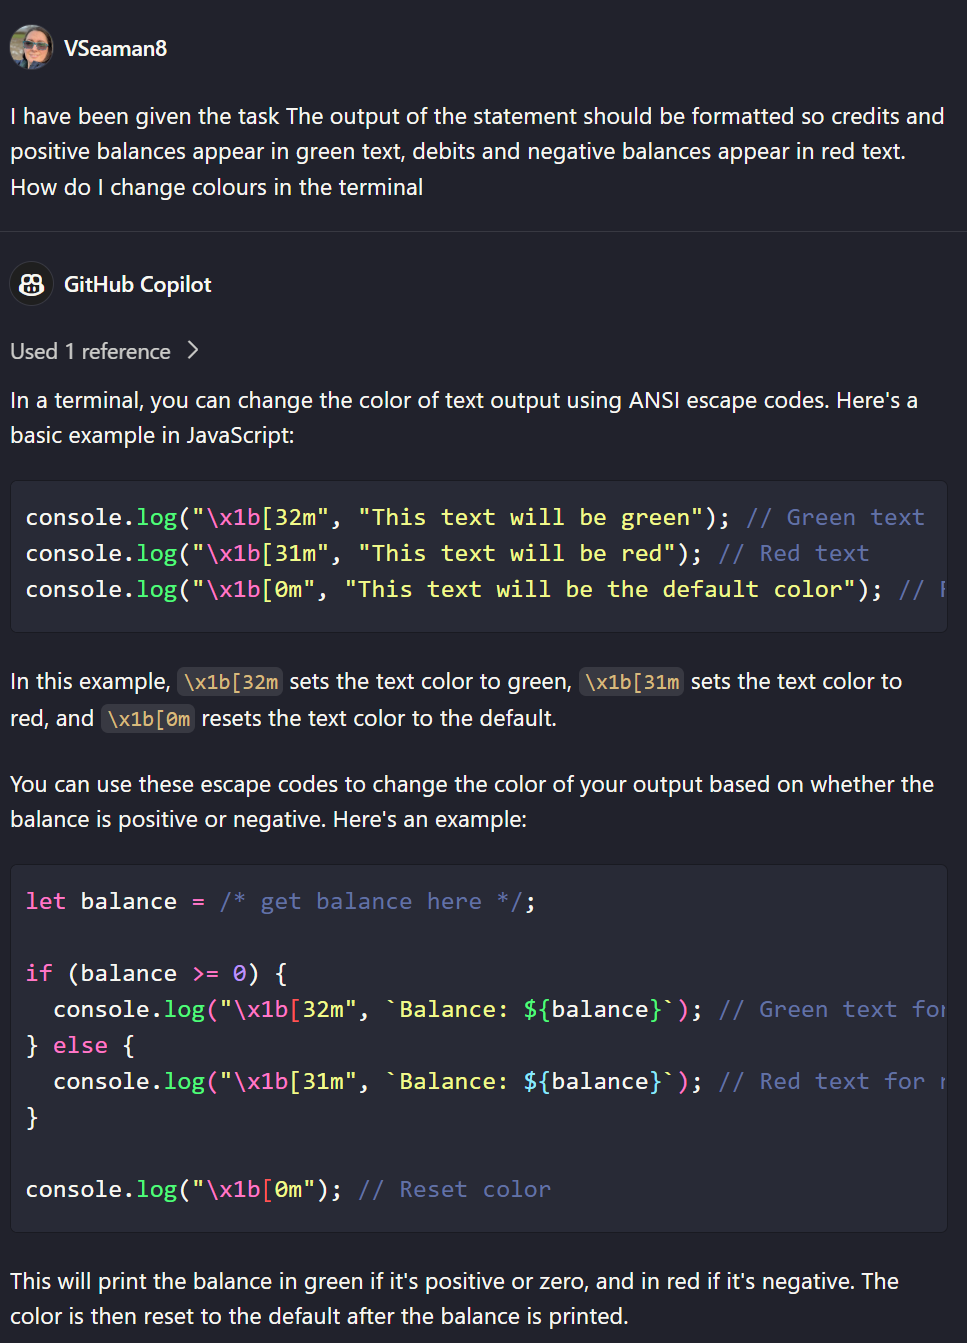 VSeaman8
I have been given the task The output of the statement should be formatted so credits and
positive balances appear in green text, debits and negative balances appear in red text.
How do I change colours in the terminal
GitHub Copilot
Used 1 reference
In a terminal, you can change the color of text output using ANSI escape codes. Here's a
basic example in JavaScript:
console.log("\x1b[32m", "This text will be green"); // Green text
console.log("\x1b[31m", "This text will be red"); // Red text
console.log("\x1b[0m", "This text will be the default color"); //
In this example, \x1b[32m sets the text color to green, \x1b[31m sets the text color to
red, and \x1b[0m resets the text color to the default.
You can use these escape codes to change the color of your output based on whether the
balance is positive or negative. Here's an example:
let balance = /* get balance here */;
if (balance >= 0) {
  console.log("\x1b[32m", `Balance: ${balance}`); // Green text for
} else {
  console.log("\x1b[31m", `Balance: ${balance}`); // Red text for
}
console.log("\x1b[0m"); // Reset color
This will print the balance in green if it's positive or zero, and in red if it's negative. The
color is then reset to the default after the balance is printed.